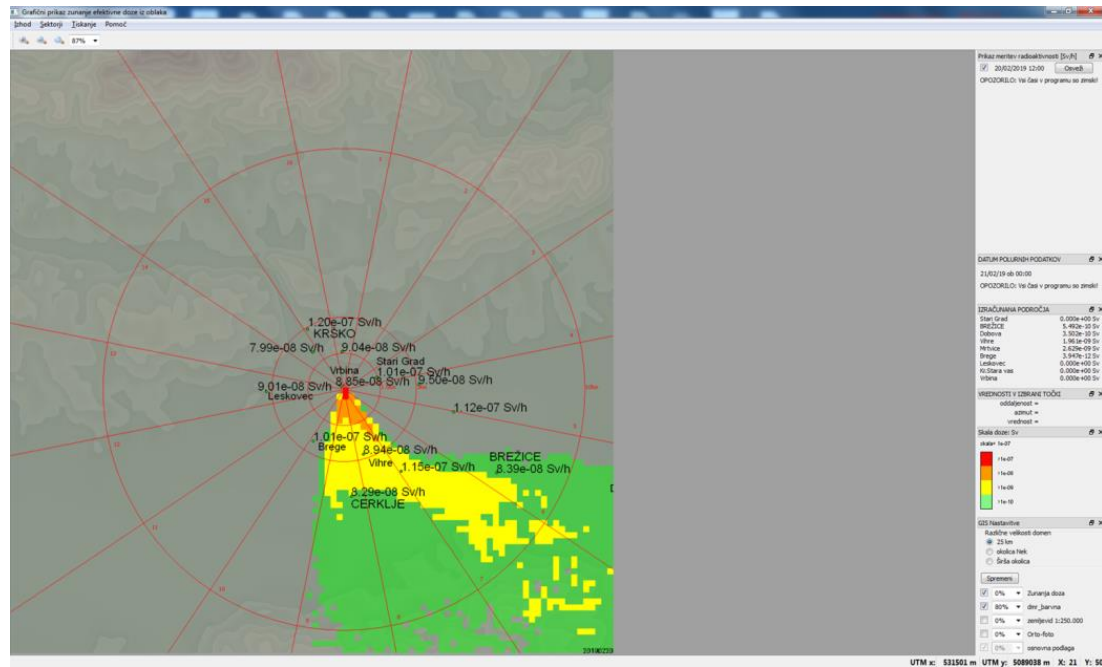 Grafični prikaz zunanje efektivne doze iz oblaka
Izhod Sektorji Tiskanje Pomoč
87%
1.20e-07 Sv/h
KRŠKO
7.99e-08 Sv/h 9.04e-08 Sv/h
Stari Grad
Vrbina 1.01e-07 Sv/h
9.01e-08 Sv/h 8.85e-08 Sv/h 9.50e-08 Sv/h
Leskovec
1.12e-07 Sv/h
1.01e-07 Sv/h
Brege 8.94e-08 Sv/h
BREŽICE
Vihre 1.15e-07 Sv/h 8.39e-08 Sv/h
8.29e-08 Sv/h
CERKLJE
Prikaz meritev radioaktivnosti [Sv/h]
20/02/2019 12:00 Osveži
OPOZORILO: Vsi časi v programu so zimski!
DATUM POLURNIH PODATKOV
21/02/19 ob 00:00
OPOZORILO: Vsi časi v programu so zimski!
IZRAČUNANA PODROČJA
Stari Grad 0.000e+00 Sv
BREŽICE 5.492e-10 Sv
Dobova 3.502e-10 Sv
Vihre 1.961e-09 Sv
Mrtvice 2.629e-09 Sv
Brege 3.947e-12 Sv
Leskovec 0.000e+00 Sv
Kr.Stara vas 0.000e+00 Sv
Vrbina 0.000e+00 Sv
VREDNOSTI V IZBRANI TOČKI
oddaljenost =
azimut =
vrednost =
Skala doze: Sv
skala= 1e-07
>1e-07
>1e-08
>1e-09
>1e-10
GIS Nastavitve
Različne velikosti domen
25 km
okolica Nek
Širša okolica
Spremeni
0% Zunanja doza
80% dmr_barvna
0% zemljevid 1:250.000
0% Orto-foto
0% osnovna podlaga
UTM x: 531501 m UTM y: 5089038 m X: 21 Y: 50